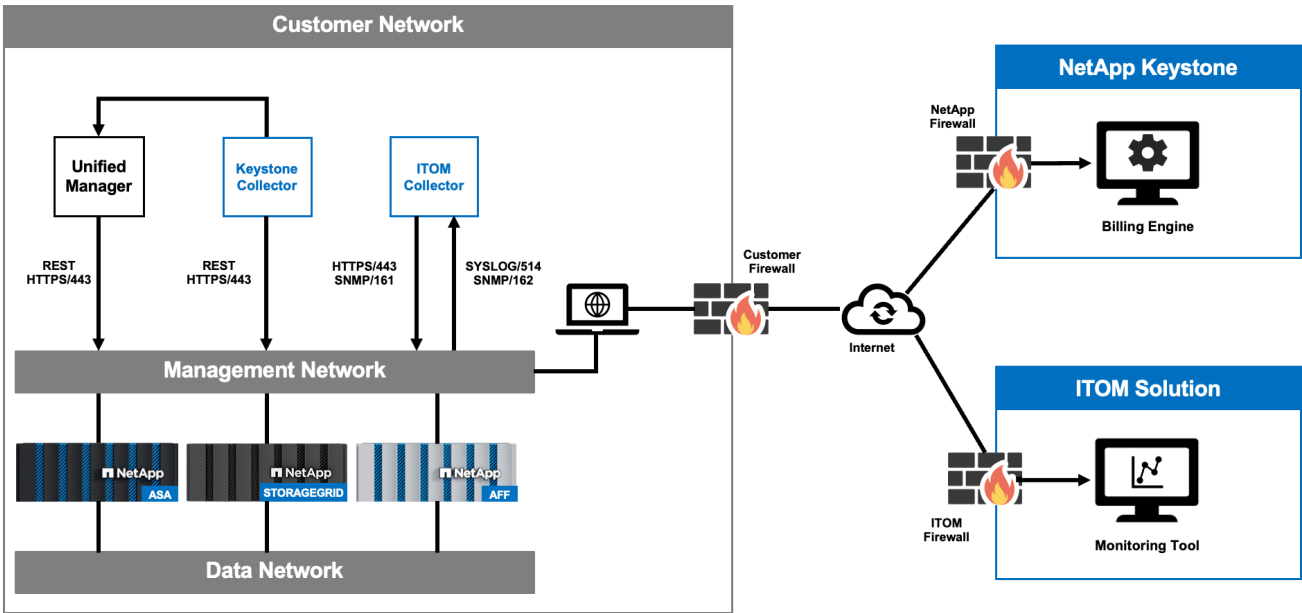 Customer Network
NetApp Keystone
NetApp
Firewall
Billing Engine
Unified
Manager
Keystone
Collector
ITOM
Collector
REST
HTTPS/443
REST
HTTPS/443
HTTPS/443
SNMP/161
SYSLOG/514
SNMP/162
Customer
Firewall
Internet
Management Network
NetApp
ASA
NetApp
STORAGEGRID
NetApp
AFF
Data Network
ITOM Solution
ITOM
Firewall
Monitoring Tool